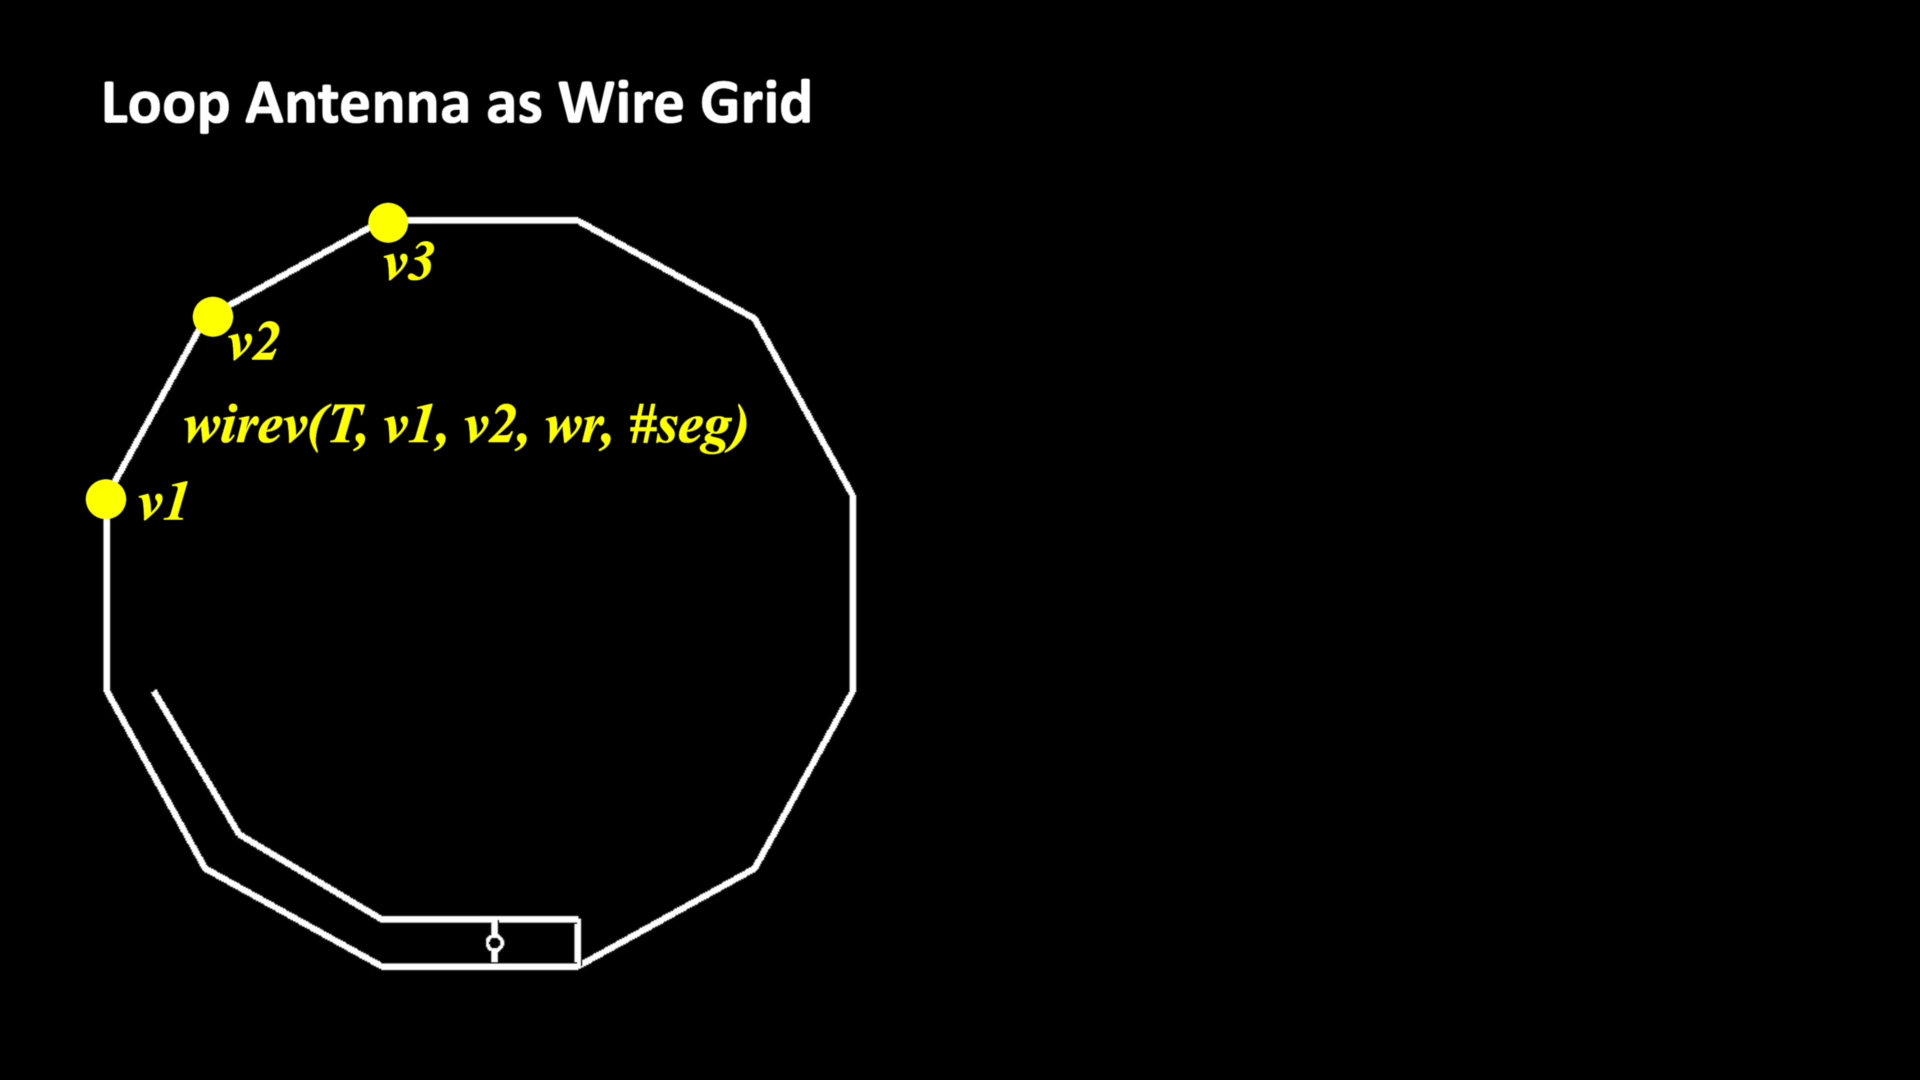 Loop Antenna as Wire Grid
v3
v2
wirev(T, v1, v2, wr, #seg)
v1